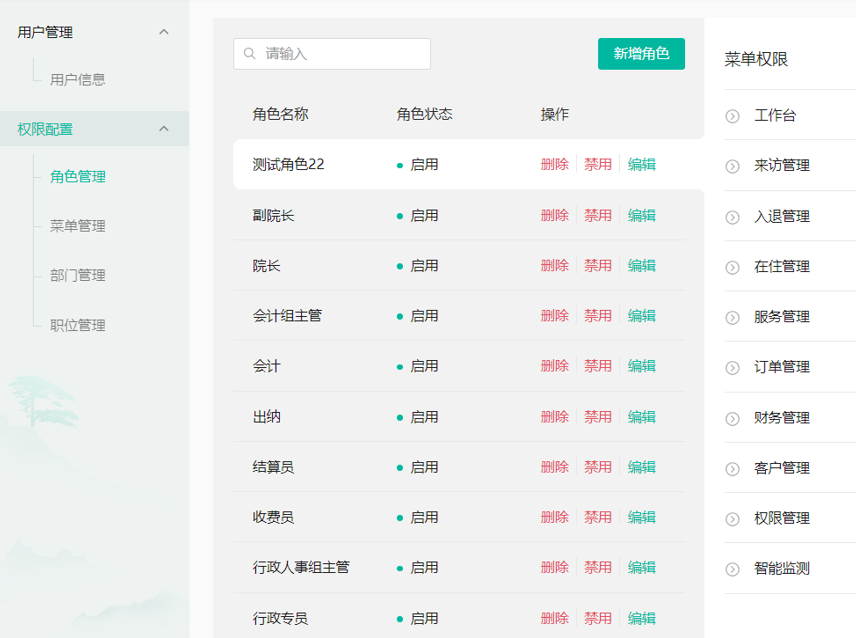 用户管理
用户信息
权限配置
角色管理
菜单管理
部门管理
职位管理
请输入
新增角色
角色名称 角色状态 操作
测试角色22 启用 删除 禁用 编辑
副院长 启用 删除 禁用 编辑
院长 启用 删除 禁用 编辑
会计组主管 启用 删除 禁用 编辑
会计 启用 删除 禁用 编辑
出纳 启用 删除 禁用 编辑
结算员 启用 删除 禁用 编辑
收费员 启用 删除 禁用 编辑
行政人事组主管 启用 删除 禁用 编辑
行政专员 启用 删除 禁用 编辑
菜单权限
工作台
来访管理
入退管理
在住管理
服务管理
订单管理
财务管理
客户管理
权限管理
智能监测